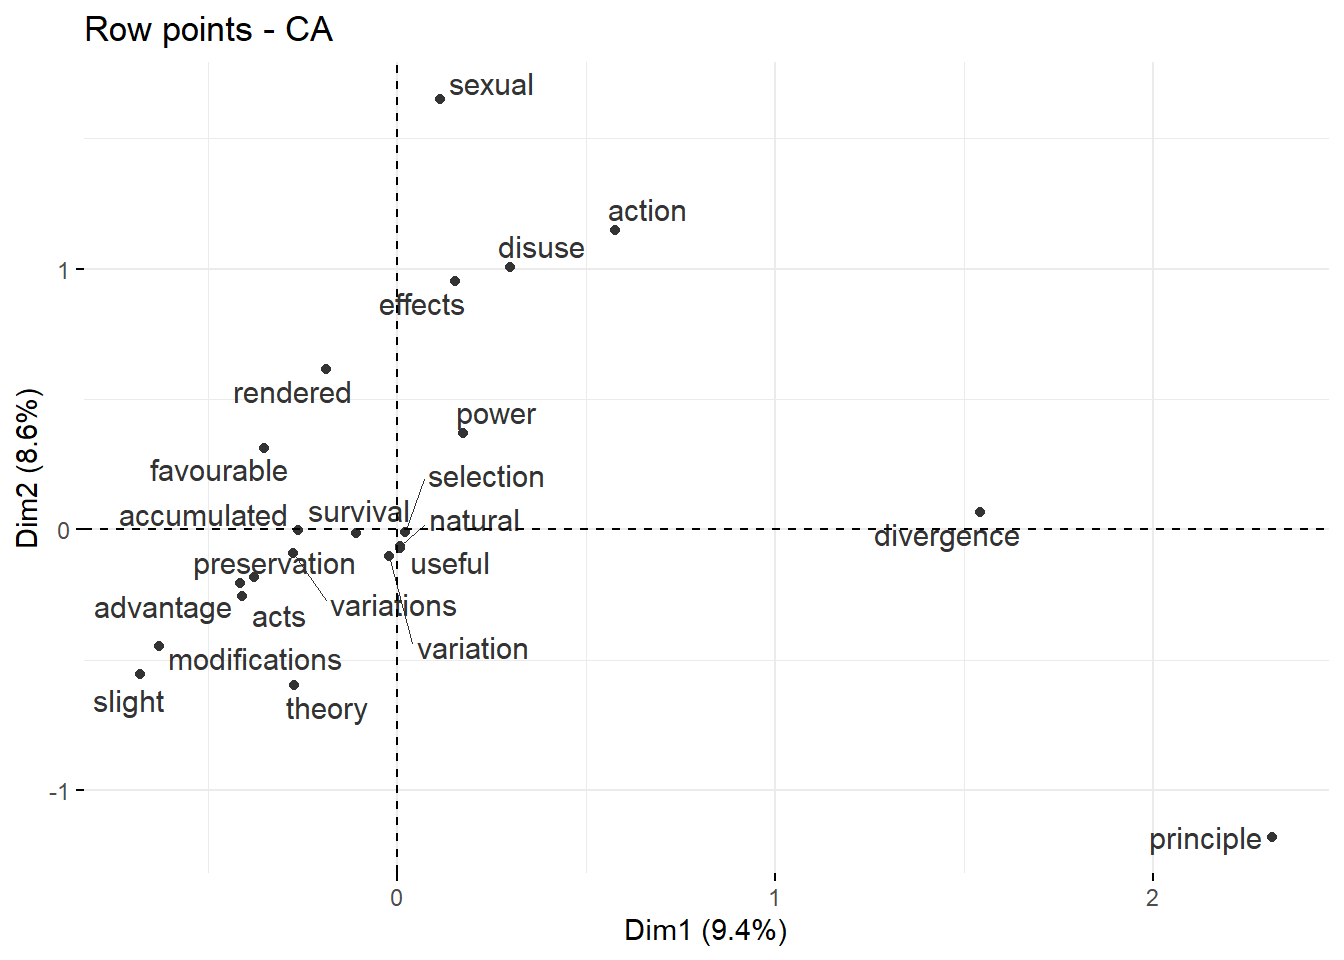 Row points - CA
sexual
action
disuse
effects
rendered
power
favourable
selection
accumulated
survival
natural
divergence
preservation
useful
advantage
acts
variations
variation
modifications
slight
theory
principle
1
0
-1
0
1
2
Dim1 (9.4%)
Dim2 (8.6%)